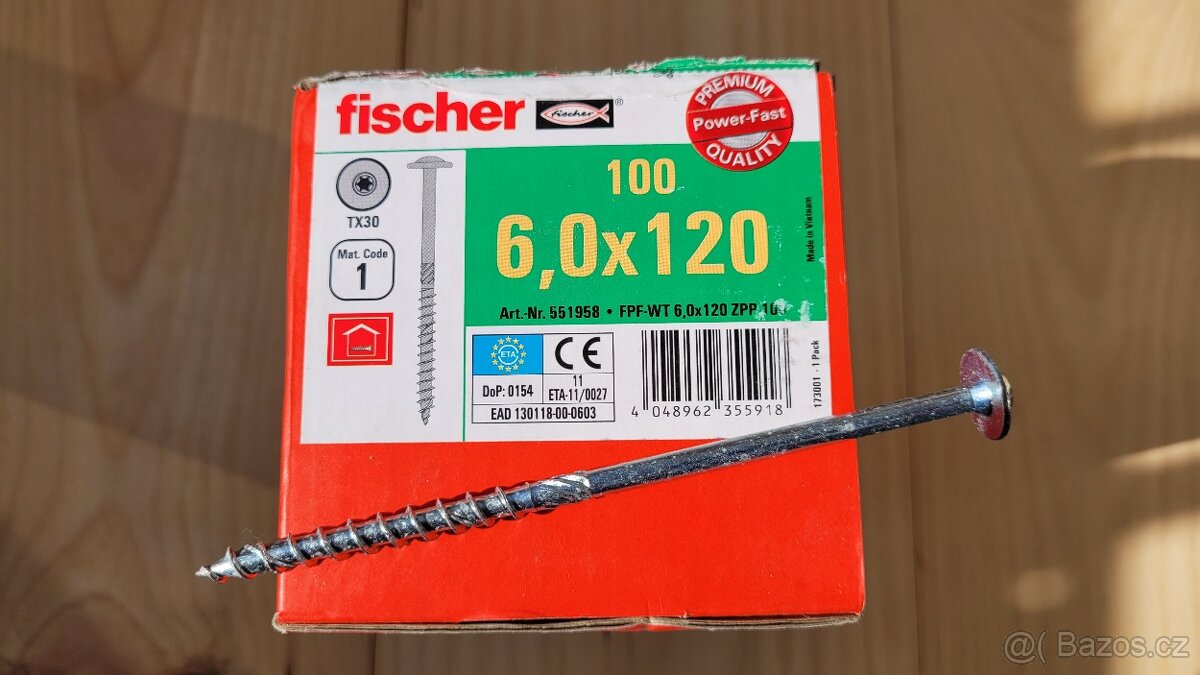 fischer fischer ®
PREMIUM
Power-Fast
QUALITY
TX30
Mat. Code
1
100
6,0x120
Art.-Nr. 551958 • FPF-WT 6,0x120 ZPP
Made in Vietnam
ETA
CE
DoP: 0154
11
ETA-11/0027
EAD 130118-00-0603
4 048962 355918
173001 - 1 Pack
@( Bazos.cz